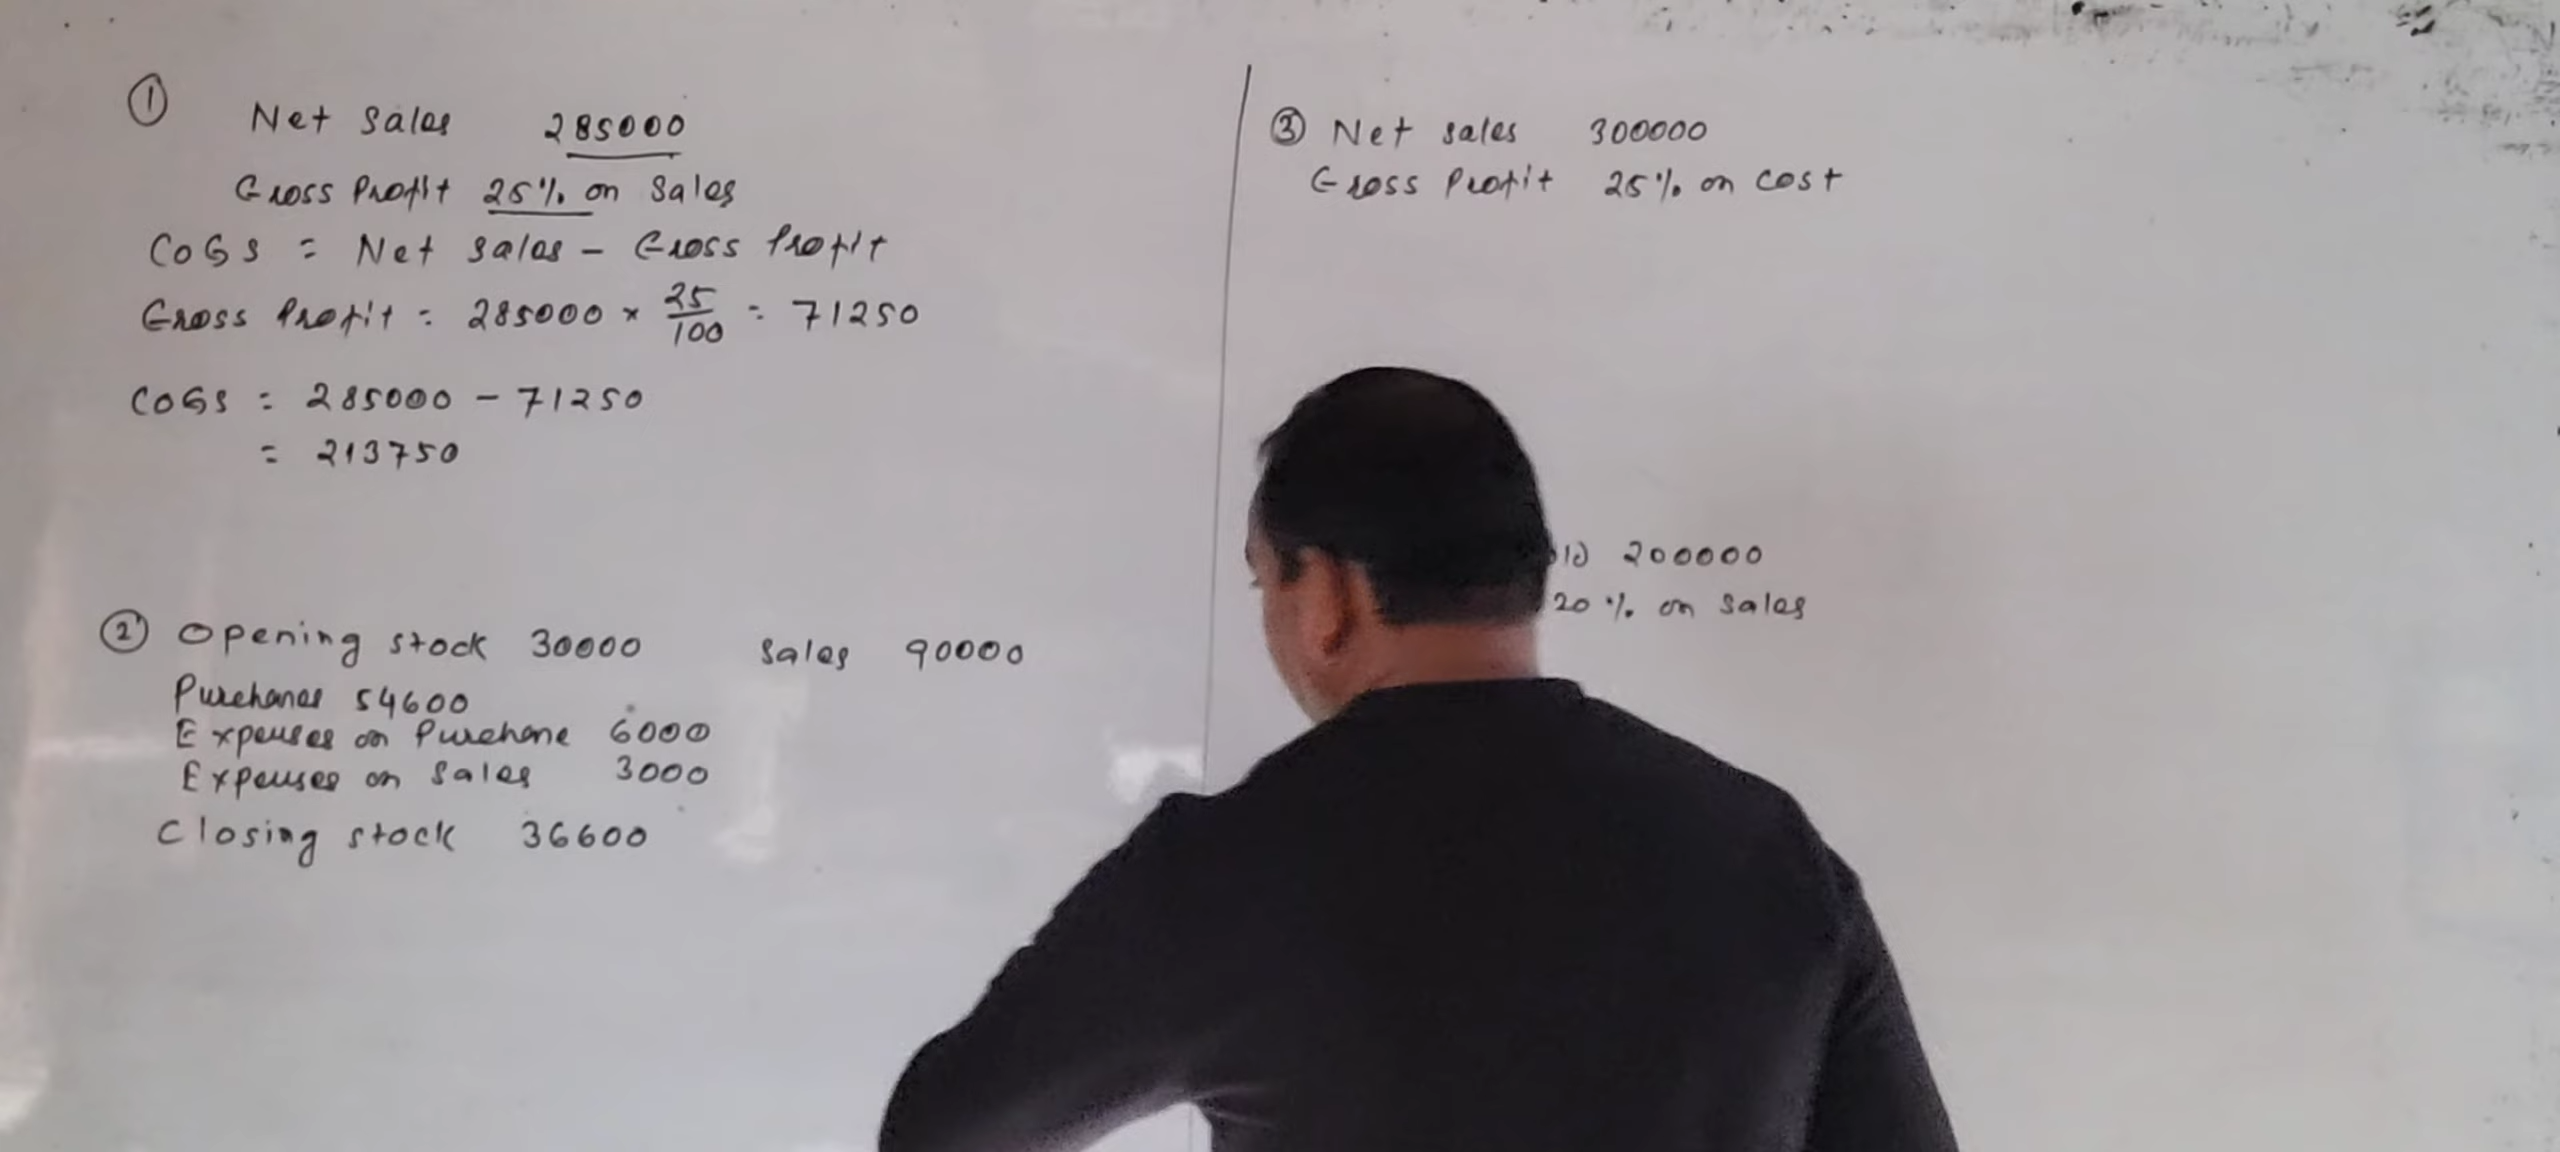 ①
Net Sales 285000
Gross Profit 25% on Sales
COGS = Net Sales - Gross Profit
Gross Profit = 285000 × 25/100 = 71250
COGS = 285000 - 71250
= 213750
② Opening stock 30000 Sales 90000
Purchases 54600
Expenses on Purchase 6000
Expenses on Sales 3000
Closing stock 36600
③ Net sales 300000
Gross Profit 25% on cost
200000
20% on Sales